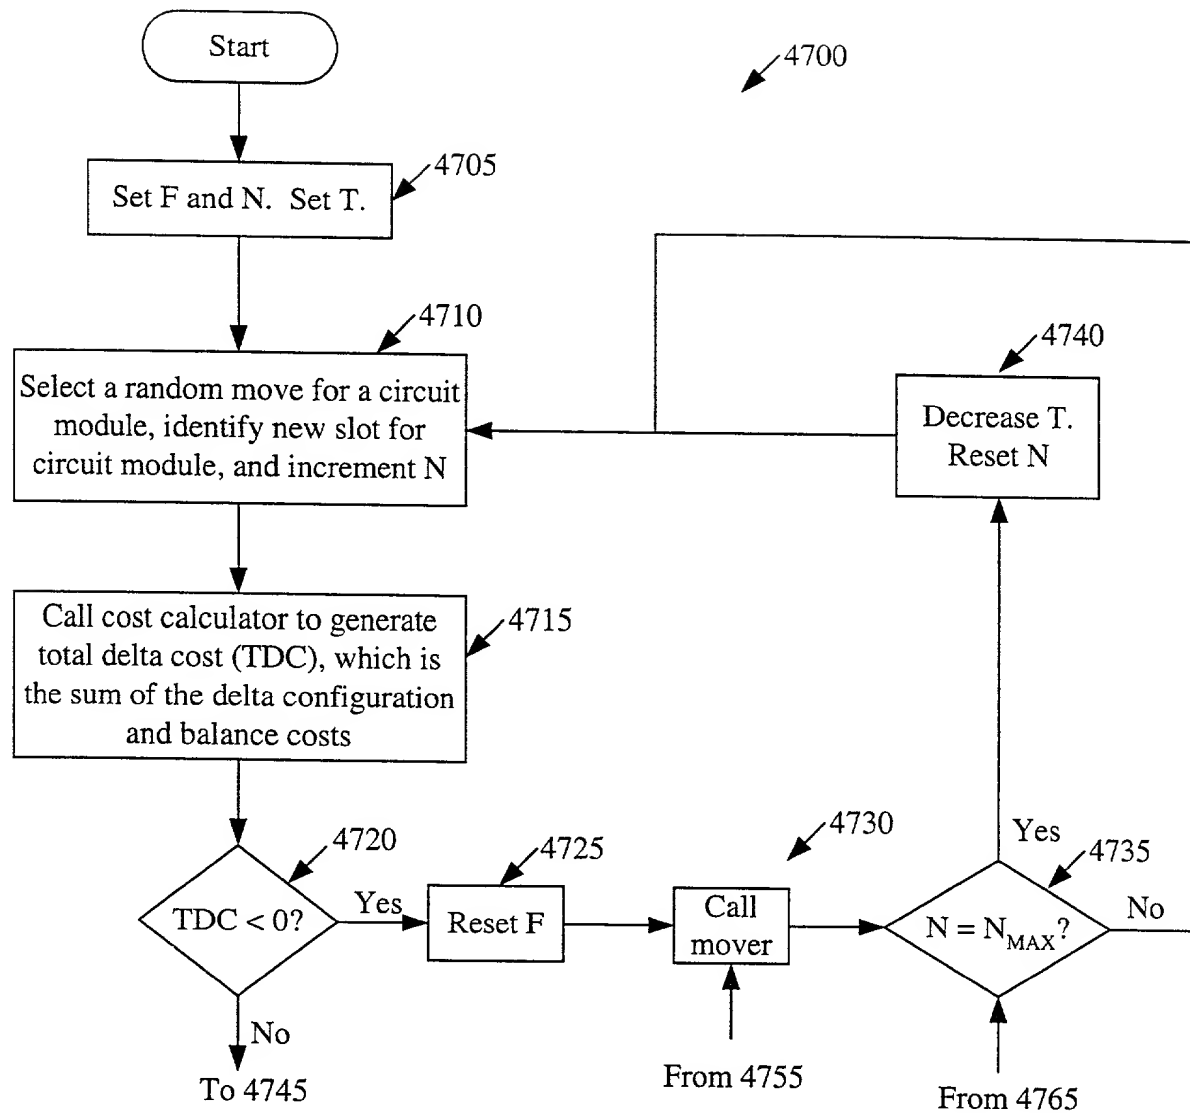 Start
4700
4705
Set F and N. Set T.
4710
Select a random move for a circuit
module, identify new slot for
circuit module, and increment N
4740
Decrease T.
Reset N
4715
Call cost calculator to generate
total delta cost (TDC), which is
the sum of the delta configuration
and balance costs
4720
TDC < 0?
Yes
No
To 4745
4725
Reset F
4730
Call
mover
From 4755
4735
Yes
N = N_MAX?
No
From 4765